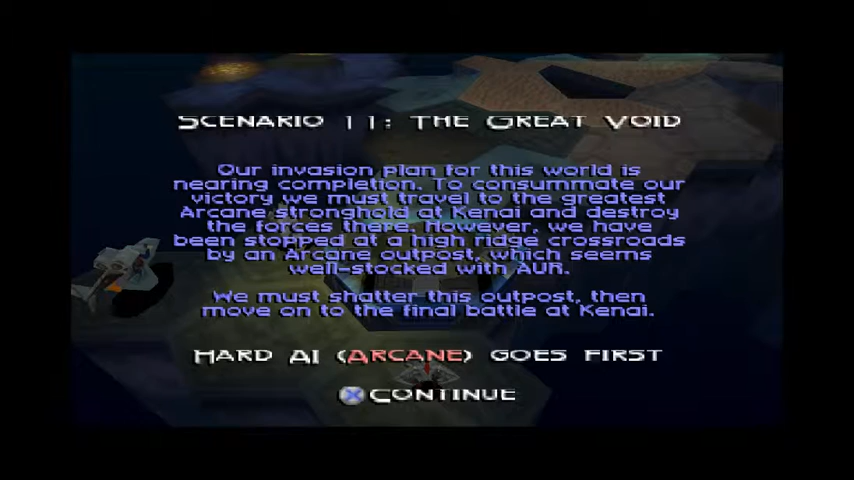 Scenario 11: The Great Void
Our invasion plan for this world is
nearing completion. To consummate our
victory we must travel to the greatest
Arcane stronghold at Kenai and destroy
the forces there. However, we have
been stopped at a high ridge crossroads
by an Arcane outpost, which seems
well-stocked with AUR.
We must shatter this outpost, then
move on to the final battle at Kenai.
Hard AI (Arcane) goes first
Continue